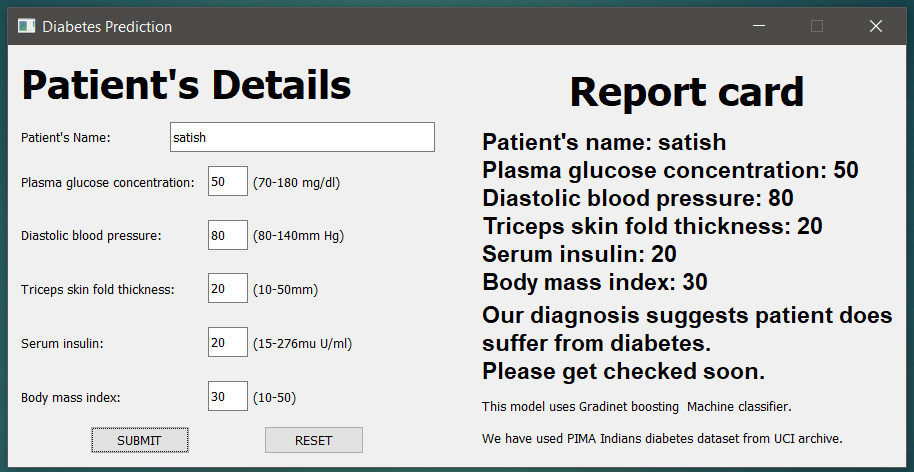 Diabetes Prediction
Patient's Details
Patient's Name: satish
Plasma glucose concentration: 50 (70-180 mg/dl)
Diastolic blood pressure: 80 (80-140mm Hg)
Triceps skin fold thickness: 20 (10-50mm)
Serum insulin: 20 (15-276mu U/ml)
Body mass index: 30 (10-50)
SUBMIT RESET
Report card
Patient's name: satish
Plasma glucose concentration: 50
Diastolic blood pressure: 80
Triceps skin fold thickness: 20
Serum insulin: 20
Body mass index: 30
Our diagnosis suggests patient does
suffer from diabetes.
Please get checked soon.
This model uses Gradinet boosting  Machine classifier.
We have used PIMA Indians diabetes dataset from UCI archive.